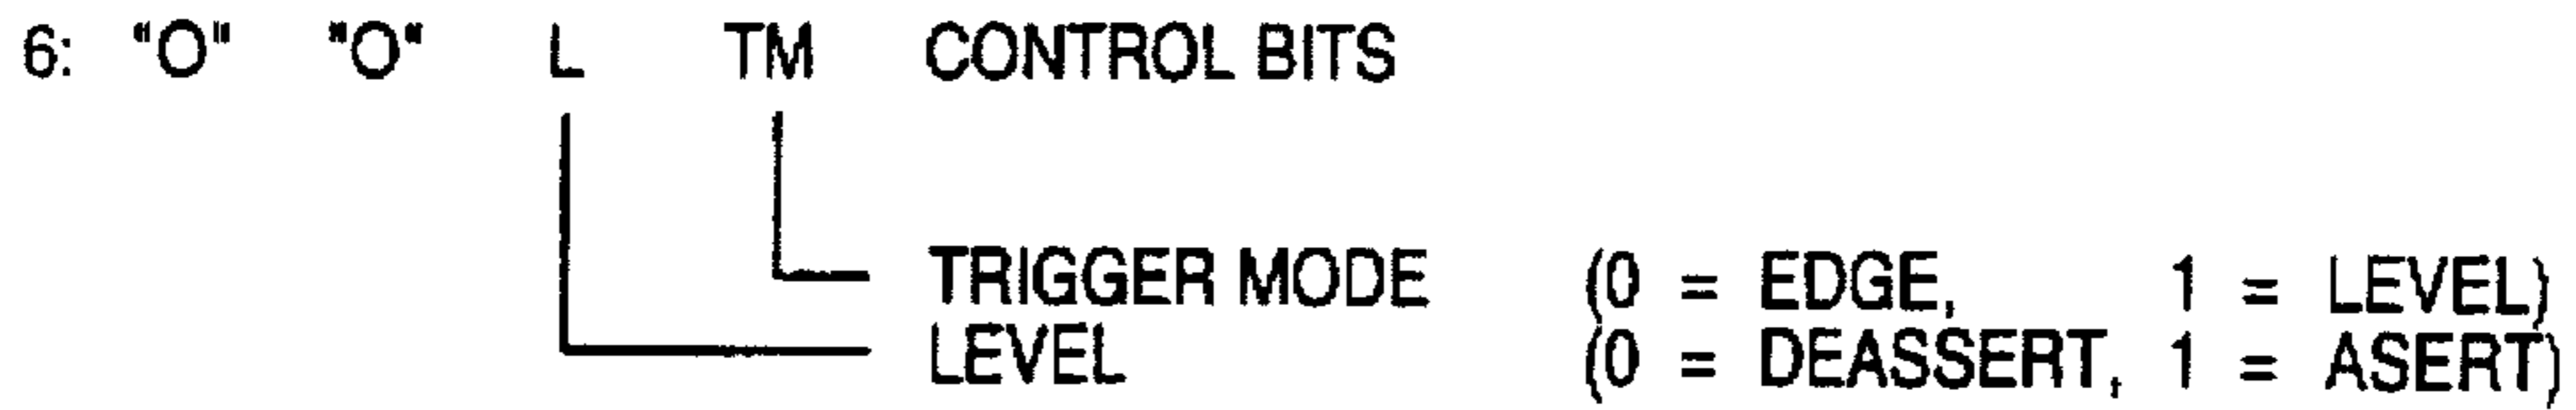 6: "O" "O" L TM CONTROL BITS
TRIGGER MODE (0 = EDGE, 1 = LEVEL)
LEVEL (0 = DEASSERT, 1 = ASERT)